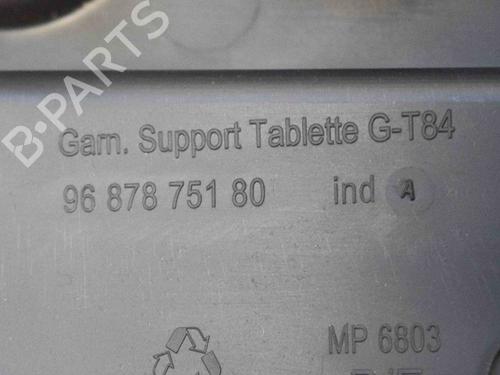 B-PARTS
Garn. Support Tablette G-T84
96 878 751 80 ind A
MP 6803